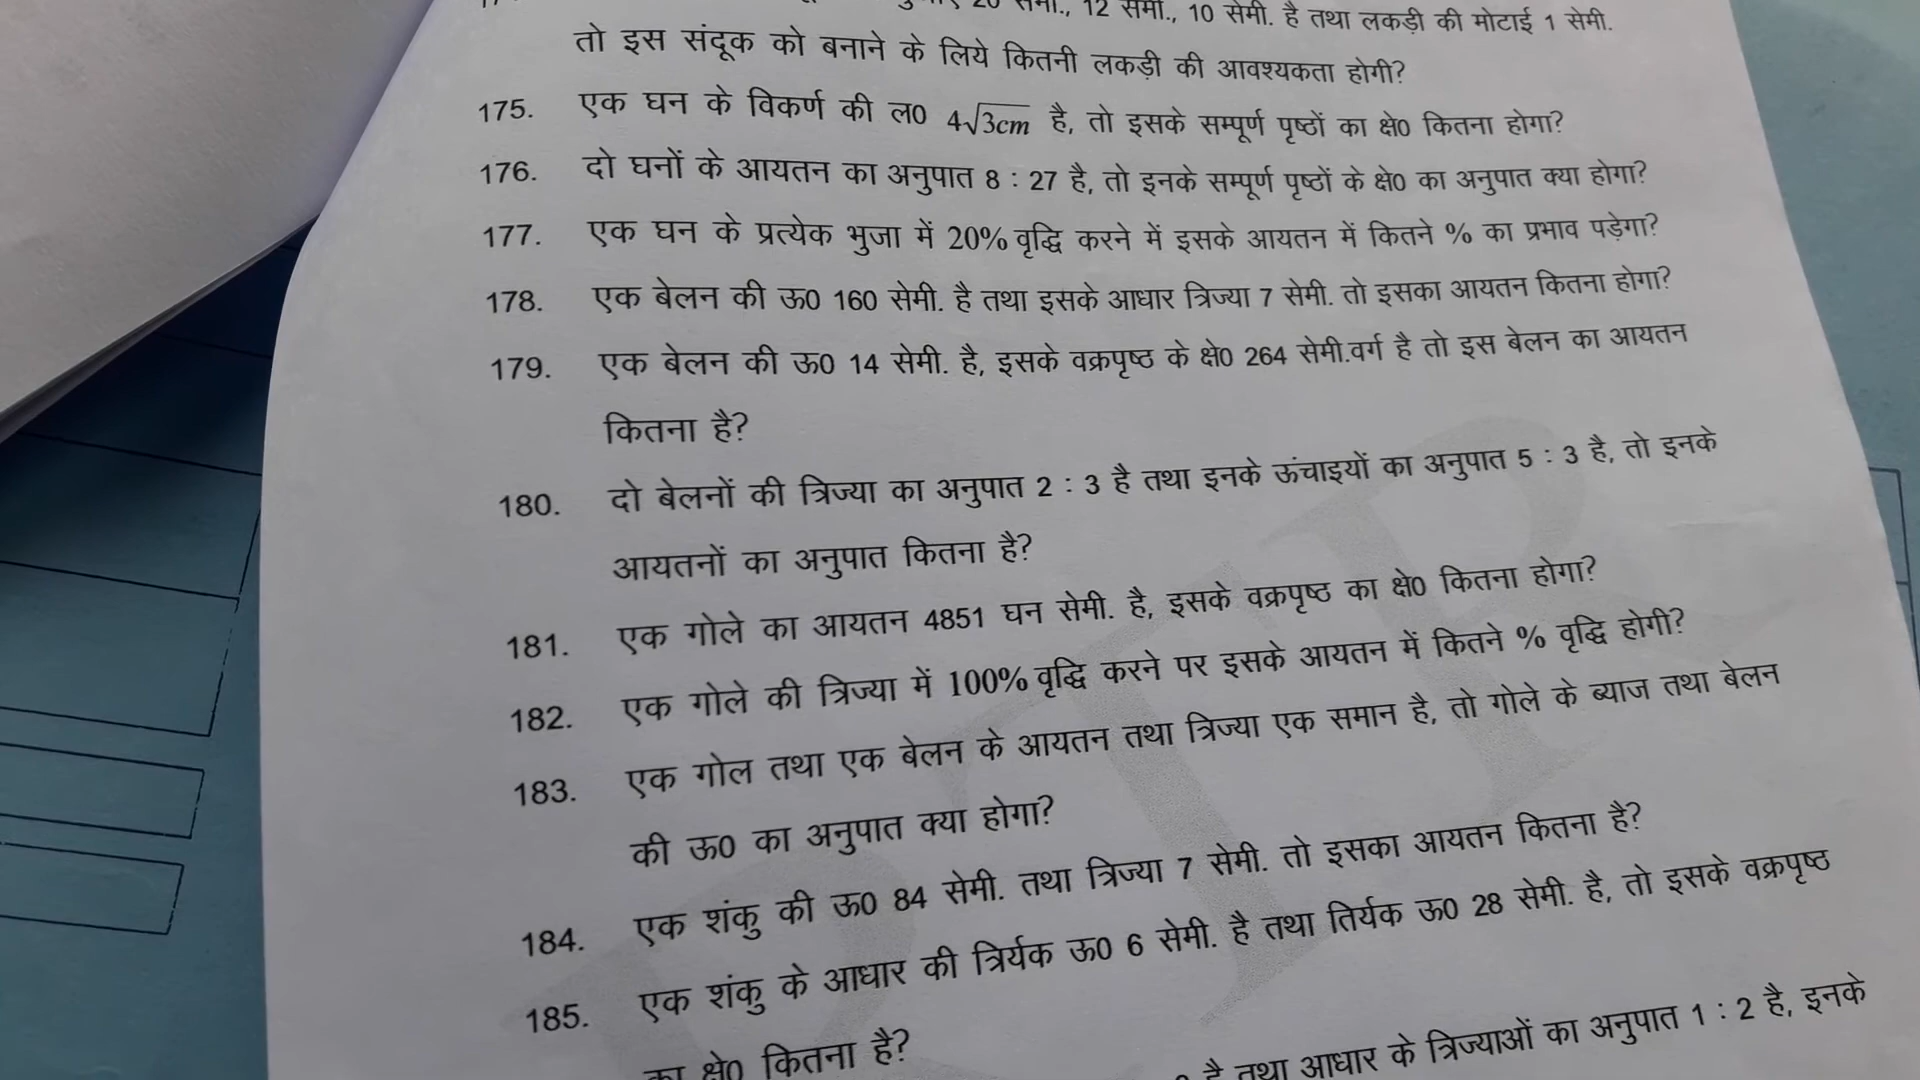 20 सेमी., 12 सेमी., 10 सेमी. है तथा लकड़ी की मोटाई 1 सेमी.
तो इस संदूक को बनाने के लिये कितनी लकड़ी की आवश्यकता होगी?
175. एक घन के विकर्ण की ल0 4√3cm है, तो इसके सम्पूर्ण पृष्ठों का क्षे0 कितना होगा?
176. दो घनों के आयतन का अनुपात 8 : 27 है, तो इनके सम्पूर्ण पृष्ठों के क्षे0 का अनुपात क्या होगा?
177. एक घन के प्रत्येक भुजा में 20% वृद्धि करने में इसके आयतन में कितने % का प्रभाव पड़ेगा?
178. एक बेलन की ऊ0 160 सेमी. है तथा इसके आधार त्रिज्या 7 सेमी. तो इसका आयतन कितना होगा?
179. एक बेलन की ऊ0 14 सेमी. है, इसके वक्रपृष्ठ के क्षे0 264 सेमी.वर्ग है तो इस बेलन का आयतन
कितना है?
180. दो बेलनों की त्रिज्या का अनुपात 2 : 3 है तथा इनके ऊंचाइयों का अनुपात 5 : 3 है, तो इनके
आयतनों का अनुपात कितना है?
181. एक गोले का आयतन 4851 घन सेमी. है, इसके वक्रपृष्ठ का क्षे0 कितना होगा?
182. एक गोले की त्रिज्या में 100% वृद्धि करने पर इसके आयतन में कितने % वृद्धि होगी?
183. एक गोल तथा एक बेलन के आयतन तथा त्रिज्या एक समान है, तो गोले के ब्याज तथा बेलन
की ऊ0 का अनुपात क्या होगा?
184. एक शंकु की ऊ0 84 सेमी. तथा त्रिज्या 7 सेमी. तो इसका आयतन कितना है?
185. एक शंकु के आधार की त्रिर्यक ऊ0 6 सेमी. है तथा तिर्यक ऊ0 28 सेमी. है, तो इसके वक्रपृष्ठ
का क्षे0 कितना है?
है तथा आधार के त्रिज्याओं का अनुपात 1 : 2 है, इनके